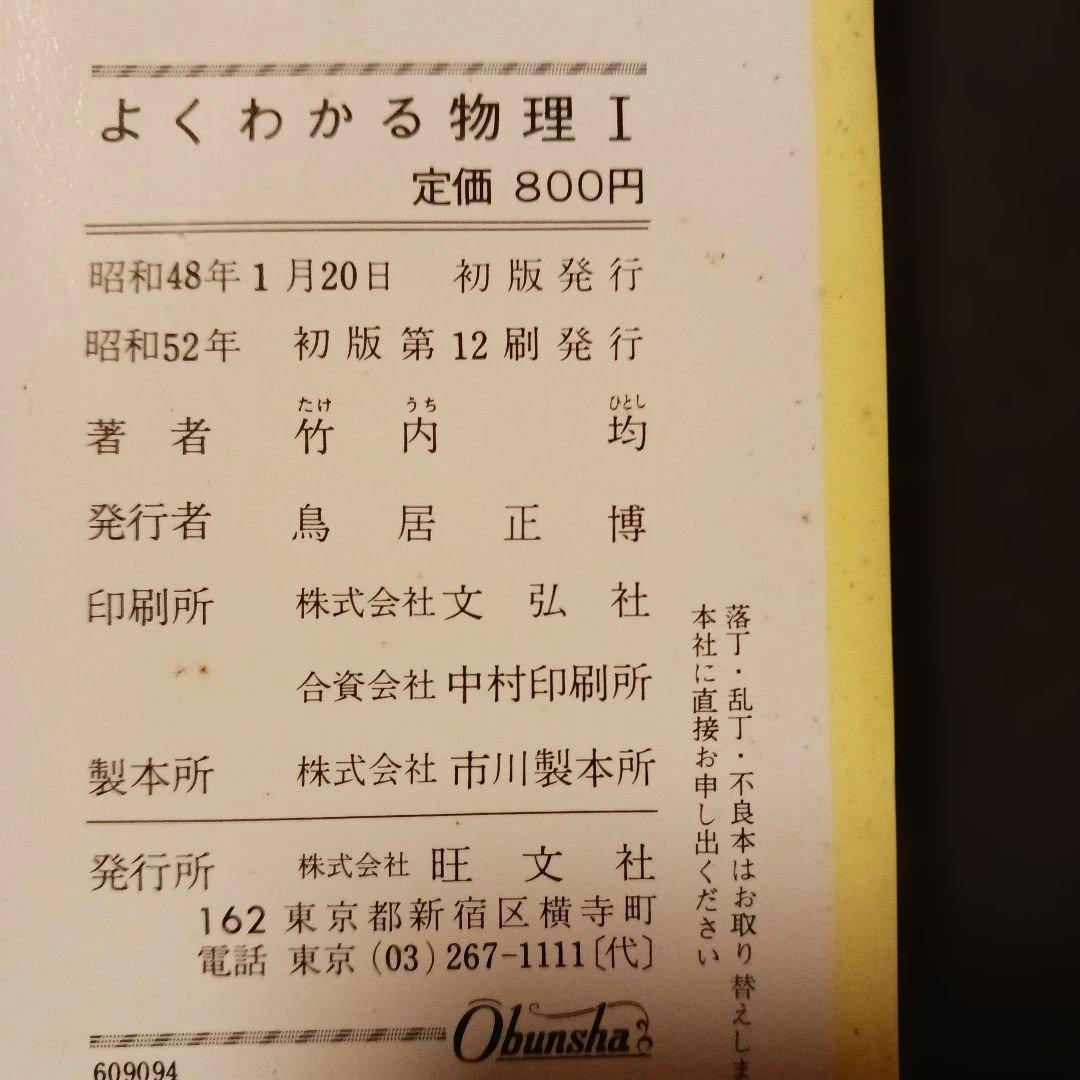 よくわかる物理 I
定価 800円
昭和48年1月20日 初版発行
昭和52年 初版第12刷発行
著者 竹内 均
たけ うち ひとし
発行者 鳥居正博
印刷所 株式会社 文弘社
合資会社 中村印刷所
製本所 株式会社 市川製本所
発行所 株式会社 旺文社
162 東京都新宿区横寺町
電話 東京 (03) 267-1111〔代〕
Obunsha
609094
落丁・乱丁・不良本はお取り替えしま
本社に直接お申し出ください